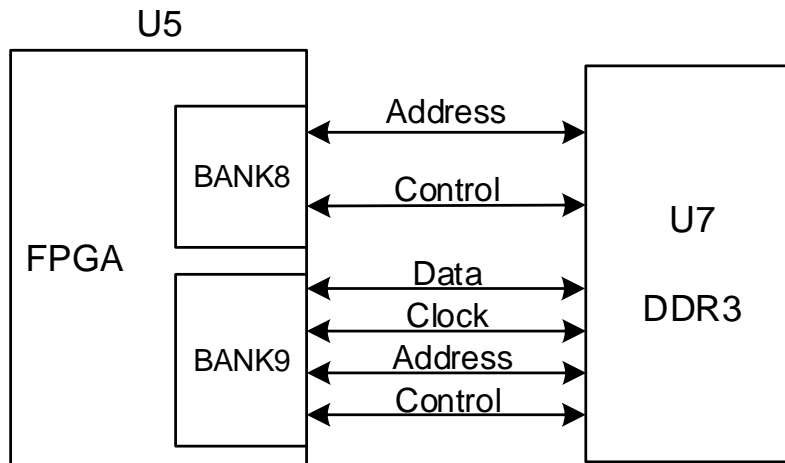 U5
FPGA
BANK8
BANK9
Address
Control
Data
Clock
Address
Control
U7
DDR3